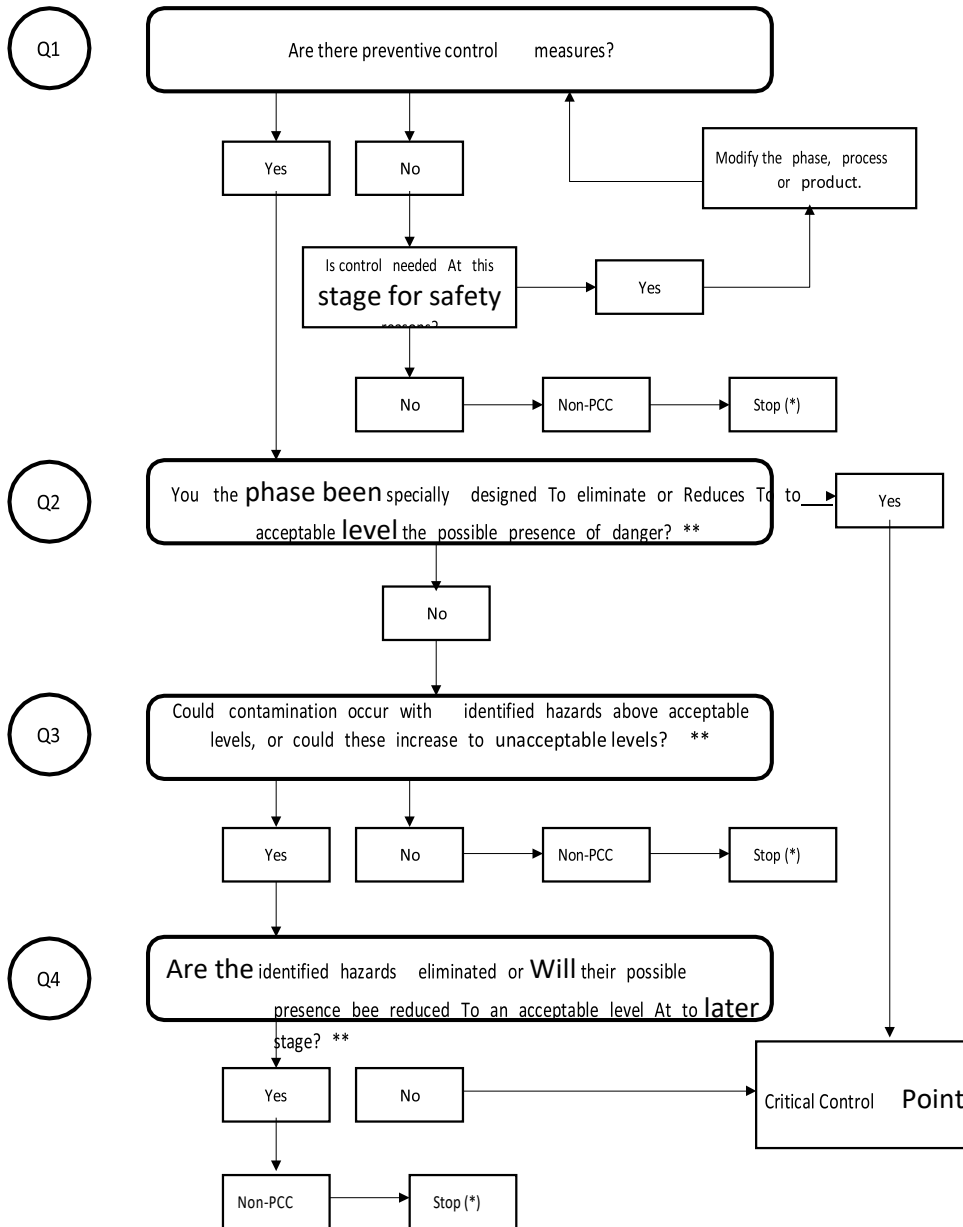 Q1
Are there preventive control measures?
Yes
No
Modify the phase, process
or product.
Is control needed At this
stage for safety
reasons?
Yes
No
Non-PCC
Stop (*)
Q2
You the phase been specially designed To eliminate or Reduces To to
acceptable level the possible presence of danger? **
Yes
No
Q3
Could contamination occur with identified hazards above acceptable
levels, or could these increase to unacceptable levels? **
Yes
No
Non-PCC
Stop (*)
Q4
Are the identified hazards eliminated or Will their possible
presence bee reduced To an acceptable level At to later
stage? **
Yes
No
Critical Control Point
Non-PCC
Stop (*)